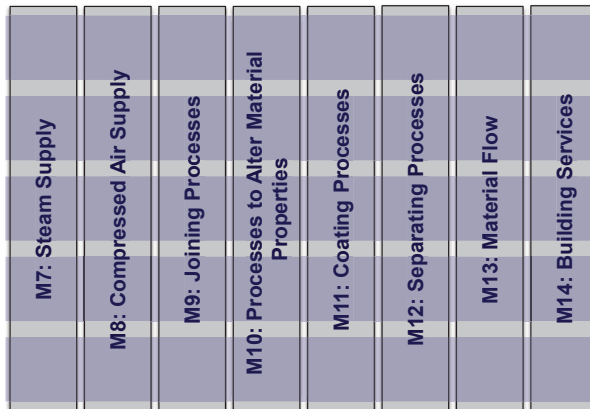 M7: Steam Supply
M8: Compressed Air Supply
M9: Joining Processes
M10: Processes to Alter Material
Properties
M11: Coating Processes
M12: Separating Processes
M13: Material Flow
M14: Building Services